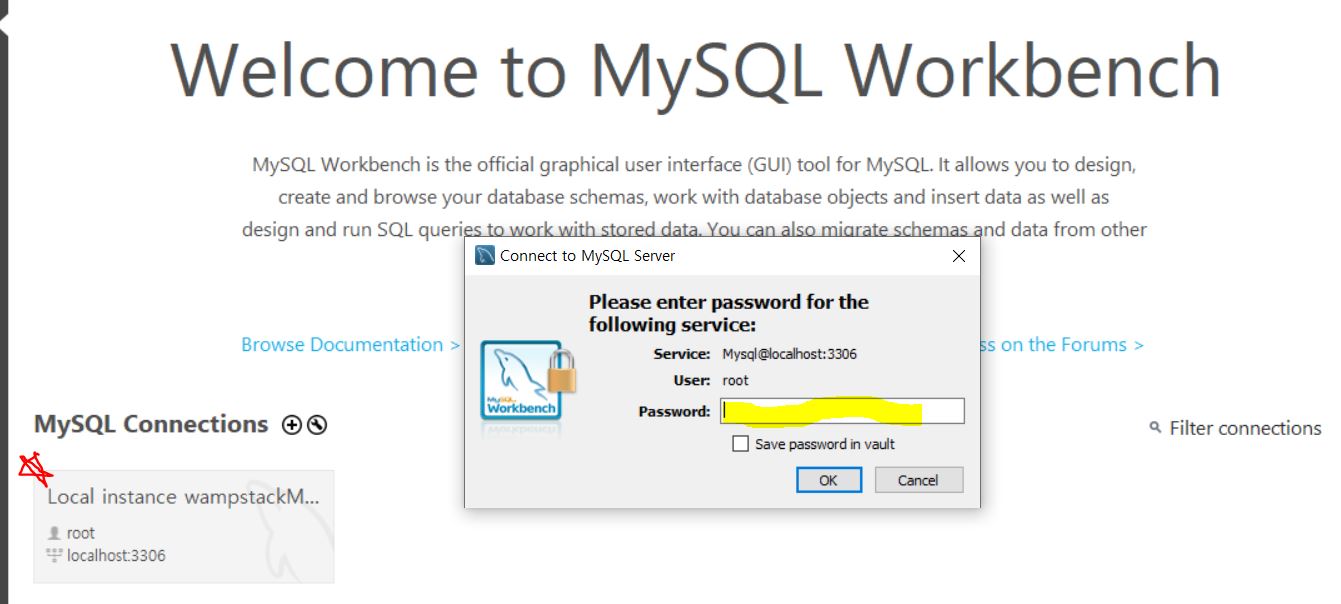 Welcome to MySQL Workbench
MySQL Workbench is the official graphical user interface (GUI) tool for MySQL. It allows you to design,
create and browse your database schemas, work with database objects and insert data as well as
design and run SQL queries to work with stored data. You can also migrate schemas and data from other
Connect to MySQL Server
Please enter password for the
following service:
Service: Mysql@localhost:3306
User: root
Password:
Save password in vault
OK Cancel
MySQL
Workbench
Browse Documentation >
ss on the Forums >
MySQL Connections
Filter connections
Local instance wampstackM...
root
localhost:3306